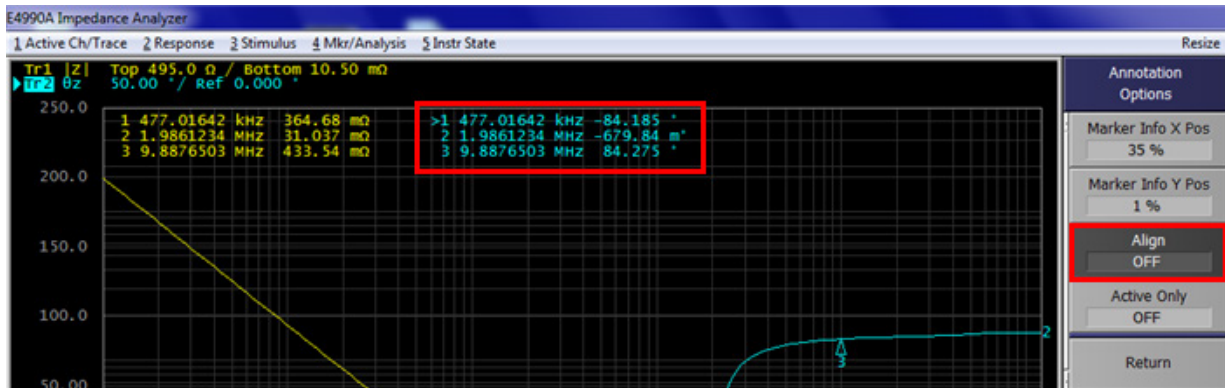 E4990A Impedance Analyzer
1 Active Ch/Trace 2 Response 3 Stimulus 4 Mkr/Analysis 5 Instr State Resize
Tr1 |Z| Top 495.0 Ω / Bottom 10.50 mΩ
Tr2 θz 50.00 °/ Ref 0.000 °
250.0
1 477.01642 kHz 364.68 mΩ >1 477.01642 kHz -84.185 °
2 1.9861234 MHz 31.037 mΩ 2 1.9861234 MHz -679.84 m°
3 9.8876503 MHz 433.54 mΩ 3 9.8876503 MHz 84.275 °
200.0
150.0
100.0
50.00
2
3
Annotation
Options
Marker Info X Pos
35 %
Marker Info Y Pos
1 %
Align
OFF
Active Only
OFF
Return